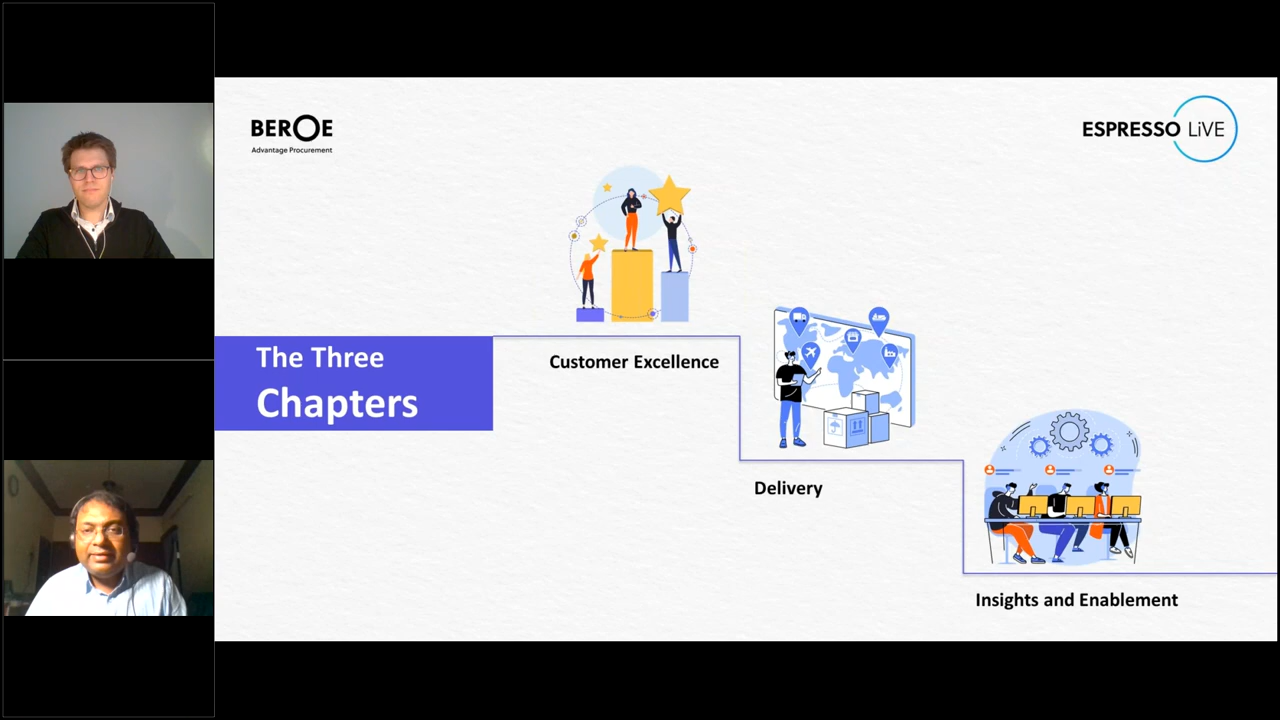 BEROE
Advantage Procurement
ESPRESSO LiVE
The Three
Chapters
Customer Excellence
Delivery
Insights and Enablement